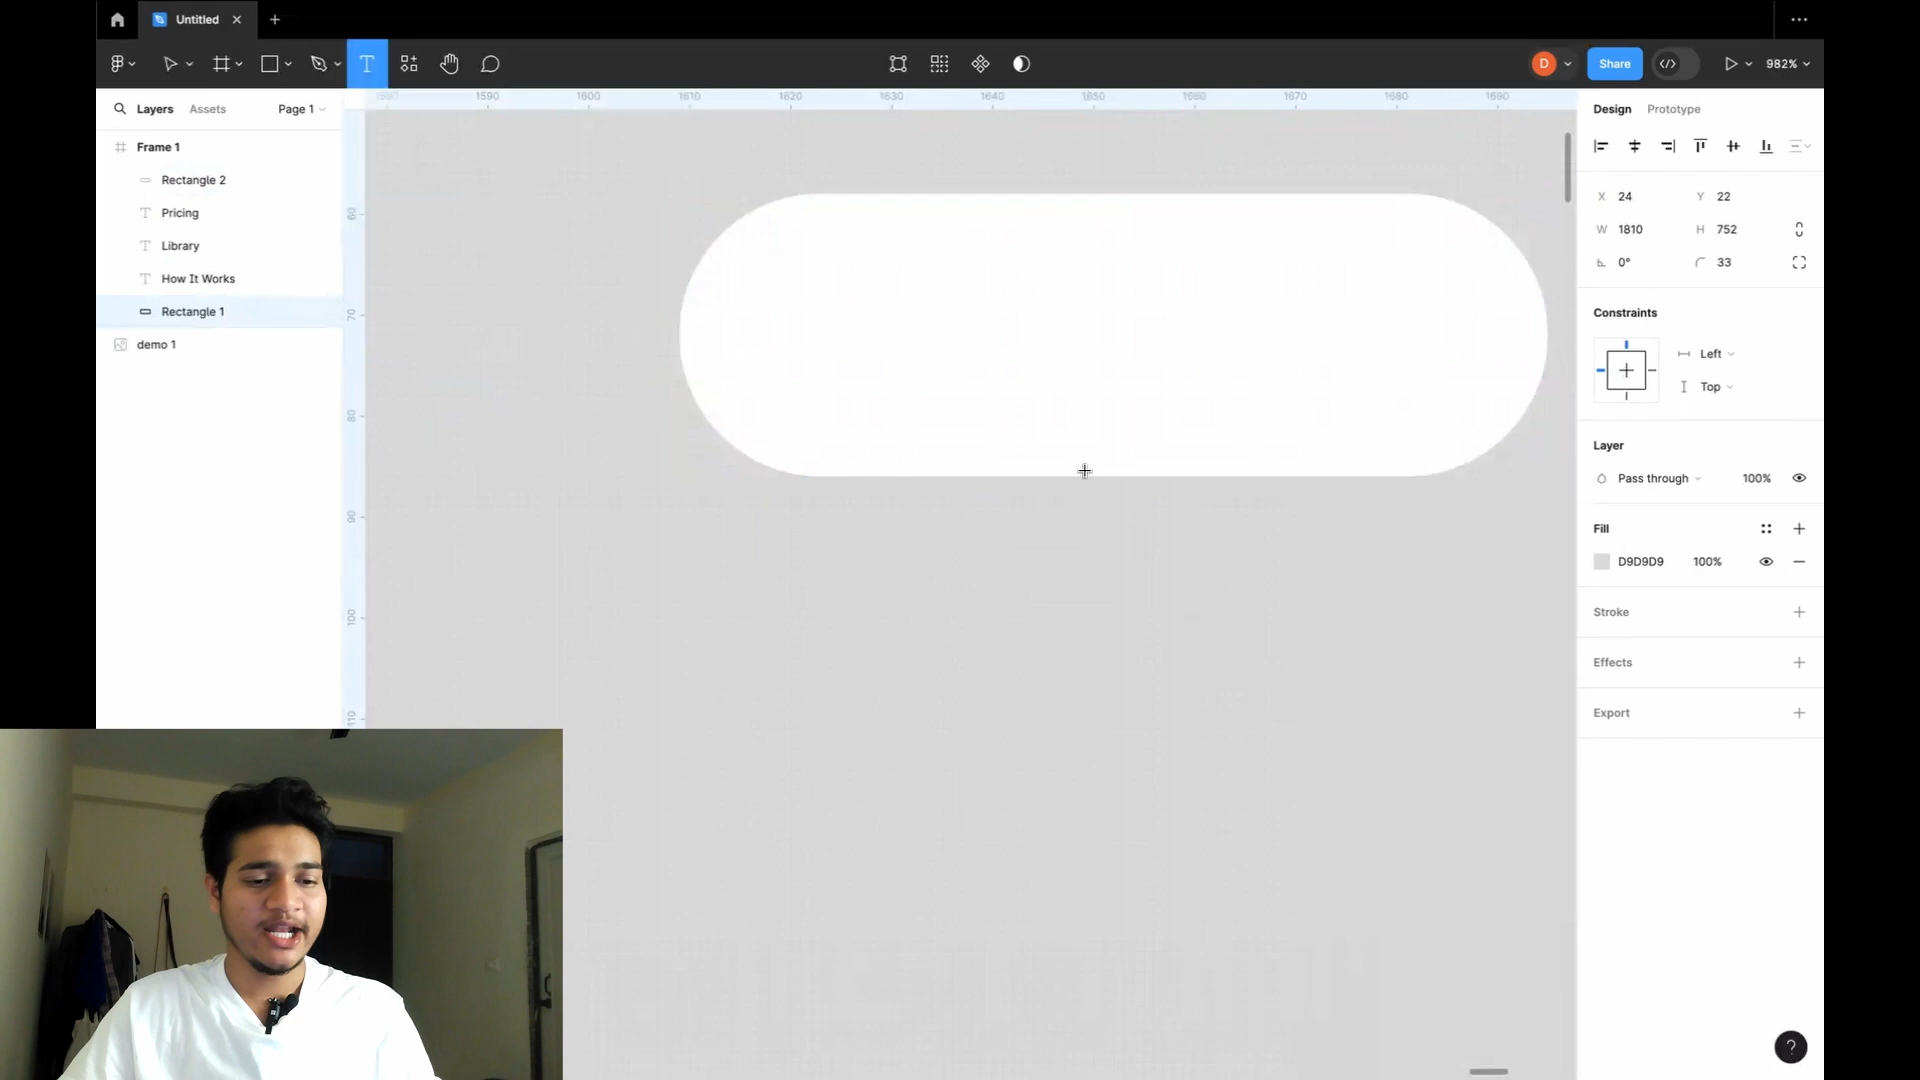 Untitled
D
Share
982%
Layers Assets Page 1
1580 1590 1600 1610 1620 1630 1640 1650 1660 1670 1680 1690
Design Prototype
Frame 1
Rectangle 2
Pricing
Library
How It Works
Rectangle 1
demo 1
60
70
80
90
100
110
X 24 Y 22
W 1810 H 752
0° 33
Constraints
Left
Top
Layer
Pass through 100%
Fill
D9D9D9 100%
Stroke
Effects
Export
?